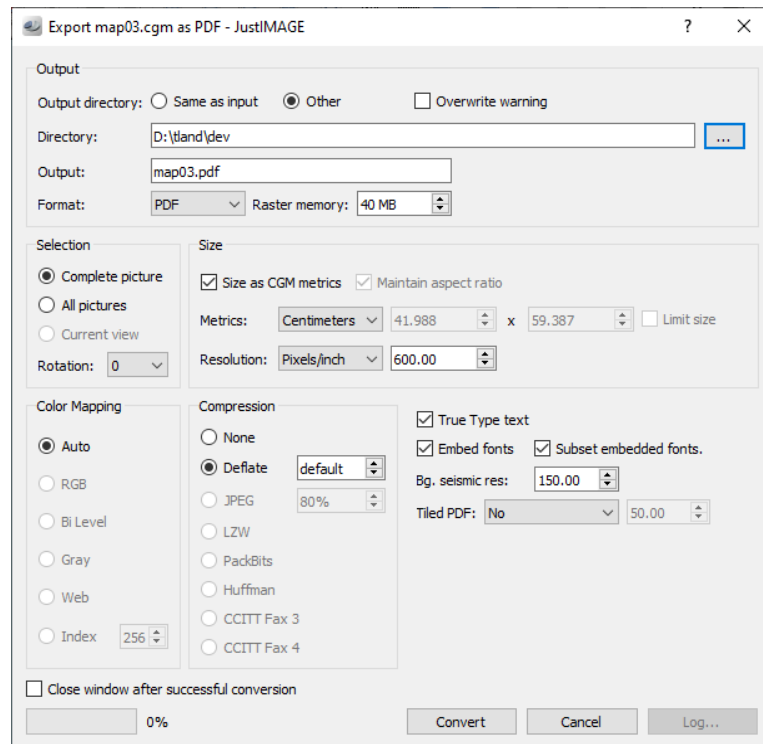 Export map03.cgm as PDF - JustIMAGE ? X
Output
Output directory: Same as input Other Overwrite warning
Directory: D:\tland\dev ...
Output: map03.pdf
Format: PDF Raster memory: 40 MB
Selection
Complete picture
All pictures
Current view
Rotation: 0
Size
Size as CGM metrics Maintain aspect ratio
Metrics: Centimeters 41.988 x 59.387 Limit size
Resolution: Pixels/inch 600.00
Color Mapping
Auto
RGB
Bi Level
Gray
Web
Index 256
Compression
None
Deflate default
JPEG 80%
LZW
PackBits
Huffman
CCITT Fax 3
CCITT Fax 4
True Type text
Embed fonts Subset embedded fonts.
Bg. seismic res: 150.00
Tiled PDF: No 50.00
Close window after successful conversion
0% Convert Cancel Log...